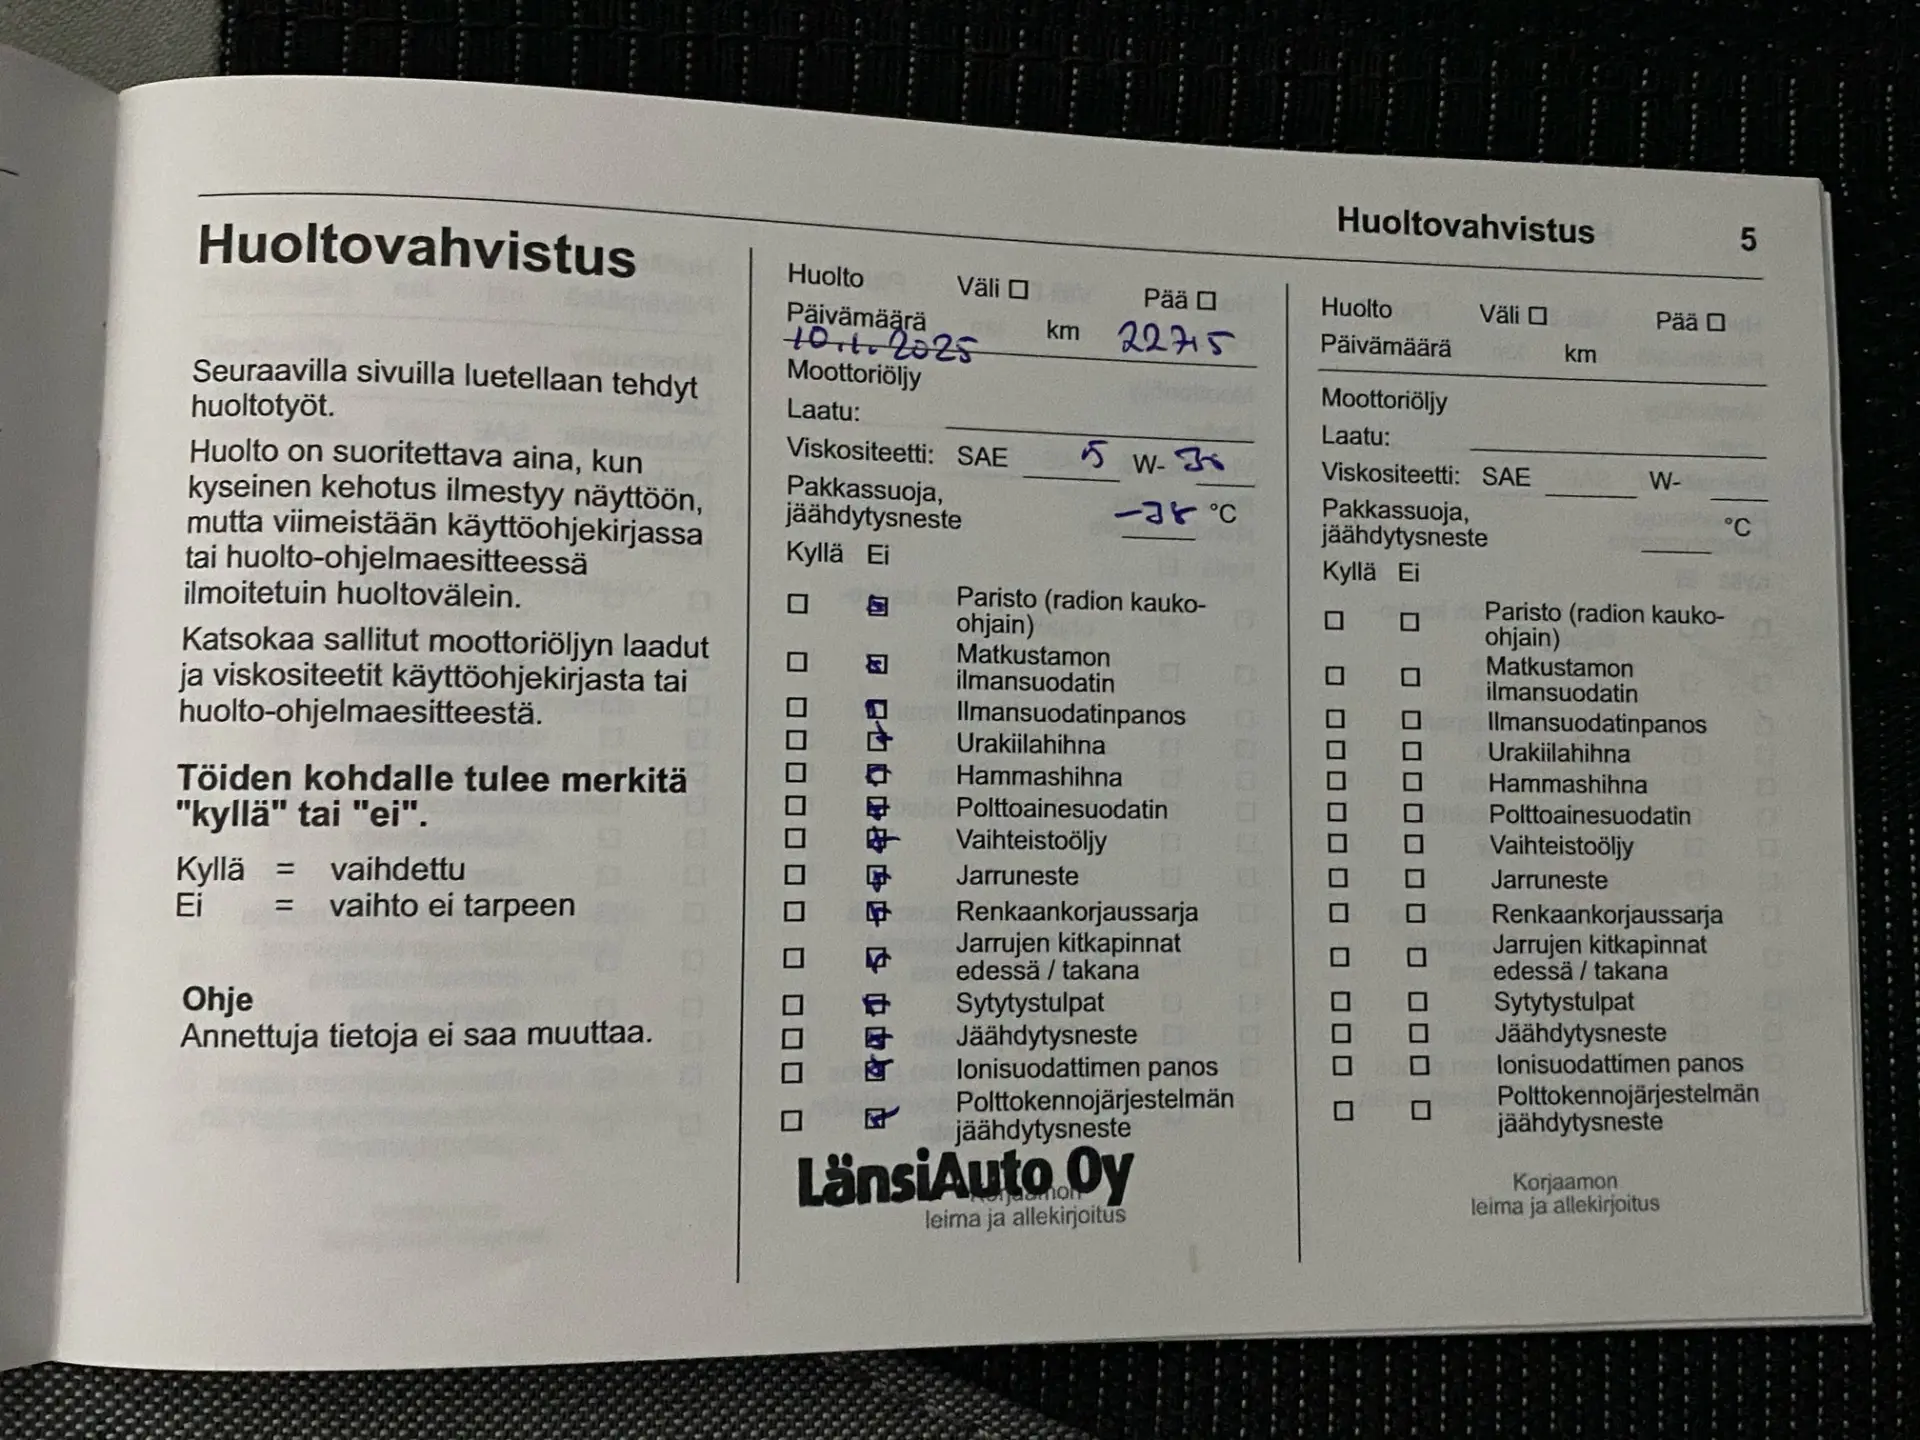 Huoltovahvistus
5
Huoltovahvistus
Seuraavilla sivuilla luetellaan tehdyt
huoltotyöt.
Huolto on suoritettava aina, kun
kyseinen kehotus ilmestyy näyttöön,
mutta viimeistään käyttöohjekirjassa
tai huolto-ohjelmaesitteessä
ilmoitetuin huoltovälein.
Katsokaa sallitut moottoriöljyn laadut
ja viskositeetit käyttöohjekirjasta tai
huolto-ohjelmaesitteestä.
Töiden kohdalle tulee merkitä
"kyllä" tai "ei".
Kyllä = vaihdettu
Ei = vaihto ei tarpeen
Ohje
Annettuja tietoja ei saa muuttaa.
Huolto Väli Pää
Päivämäärä km 22715
10.1.2025
Moottoriöljy
Laatu:
Viskositeetti: SAE 5 W- 30
Pakkassuoja,
jäähdytysneste °C
Kyllä Ei
Paristo (radion kauko-
ohjain)
Matkustamon
ilmansuodatin
Ilmansuodatinpanos
Urakiilahihna
Hammashihna
Polttoainesuodatin
Vaihteistoöljy
Jarruneste
Renkaankorjaussarja
Jarrujen kitkapinnat
edessä / takana
Sytytystulpat
Jäähdytysneste
Ionisuodattimen panos
Polttokennojärjestelmän
jäähdytysneste
LänsiAuto Oy
Korjaamon
leima ja allekirjoitus
Huolto Väli Pää
Päivämäärä km
Moottoriöljy
Laatu:
Viskositeetti: SAE W-
Pakkassuoja,
jäähdytysneste °C
Kyllä Ei
Paristo (radion kauko-
ohjain)
Matkustamon
ilmansuodatin
Ilmansuodatinpanos
Urakiilahihna
Hammashihna
Polttoainesuodatin
Vaihteistoöljy
Jarruneste
Renkaankorjaussarja
Jarrujen kitkapinnat
edessä / takana
Sytytystulpat
Jäähdytysneste
Ionisuodattimen panos
Polttokennojärjestelmän
jäähdytysneste
Korjaamon
leima ja allekirjoitus